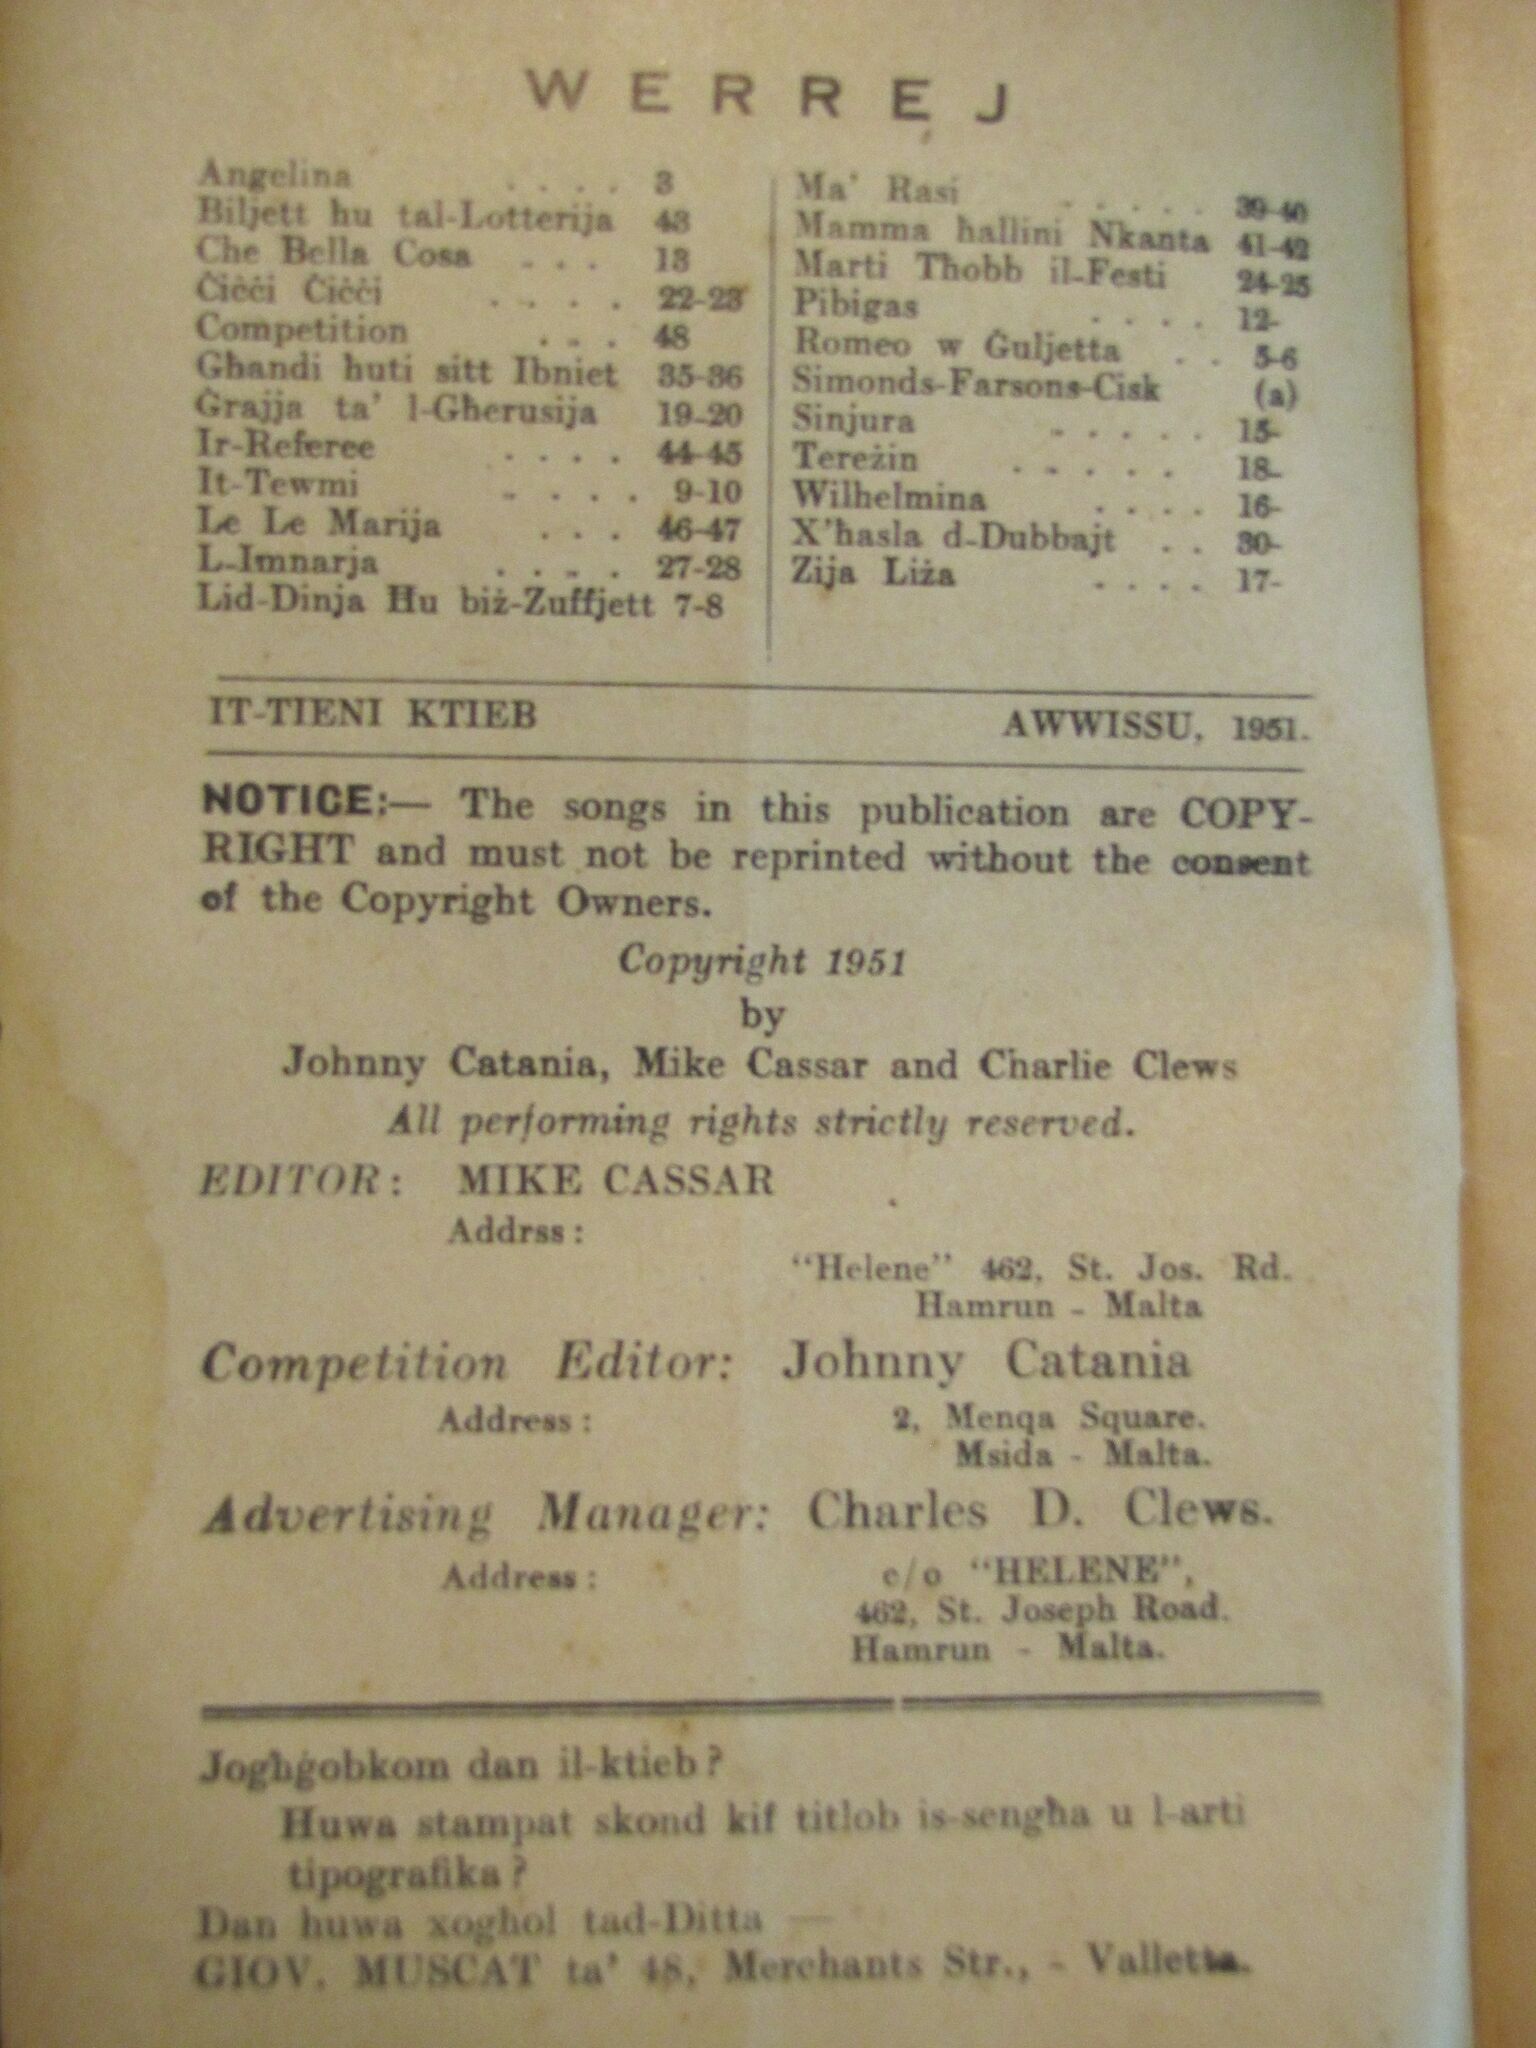 WERREJ
Angelina . . . . 3
Biljett hu tal-Lotterija 43
Che Bella Cosa - . . . 13
Ċiċċi Ċiċċi . . . . 22-23
Competition . . . 48
Għandi huti sitt Ibniet 35-36
Ġrajja ta' l-Għerusija 19-20
Ir-Referee . . . . 44-45
It-Tewmi - . . . . 9-10
Le Le Marija . . . 46-47
L-Imnarja . . . . 27-28
Lid-Dinja Hu biż-Zuffjett 7-8
Ma' Rasi - . . . . 39-40
Mamma ħallini Nkanta 41-42
Marti Tħobb il-Festi 24-25
Pibigas . . . . 12-
Romeo w Ġuljetta . . 5-6
Simonds-Farsons-Cisk (a)
Sinjura - . . . . 15-
Tereżin . . . . . 18-
Wilhelmina . . . . 16-
X'ħasla d-Dubbajt . . 30-
Zija Liża . . . . 17-
IT-TIENI KTIEB AWWISSU, 1951.
NOTICE:— The songs in this publication are COPY-
RIGHT and must not be reprinted without the consent
of the Copyright Owners.
Copyright 1951
by
Johnny Catania, Mike Cassar and Charlie Clews
All performing rights strictly reserved.
EDITOR: MIKE CASSAR
Addrss:
"Helene" 462, St. Jos. Rd.
Hamrun - Malta
Competition Editor: Johnny Catania
Address: 2, Menqa Square.
Msida - Malta.
Advertising Manager: Charles D. Clews.
Address: c/o "HELENE",
462, St. Joseph Road.
Hamrun - Malta.
Jogħġobkom dan il-ktieb?
Huwa stampat skond kif titlob is-sengħa u l-arti
tipografika?
Dan huwa xogħol tad-Ditta —
GIOV. MUSCAT ta' 48, Merchants Str., - Valletta.